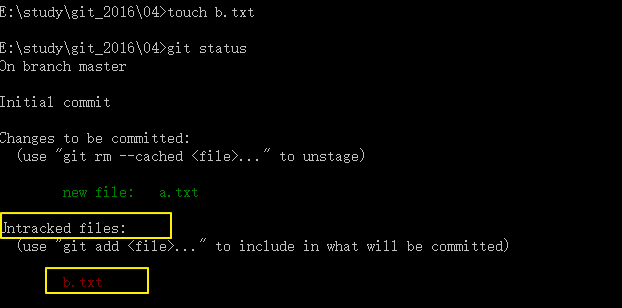 E:\study\git_2016\04>touch b.txt
E:\study\git_2016\04>git status
On branch master
Initial commit
Changes to be committed:
(use "git rm --cached <file>..." to unstage)
new file: a.txt
Untracked files:
(use "git add <file>..." to include in what will be committed)
b.txt